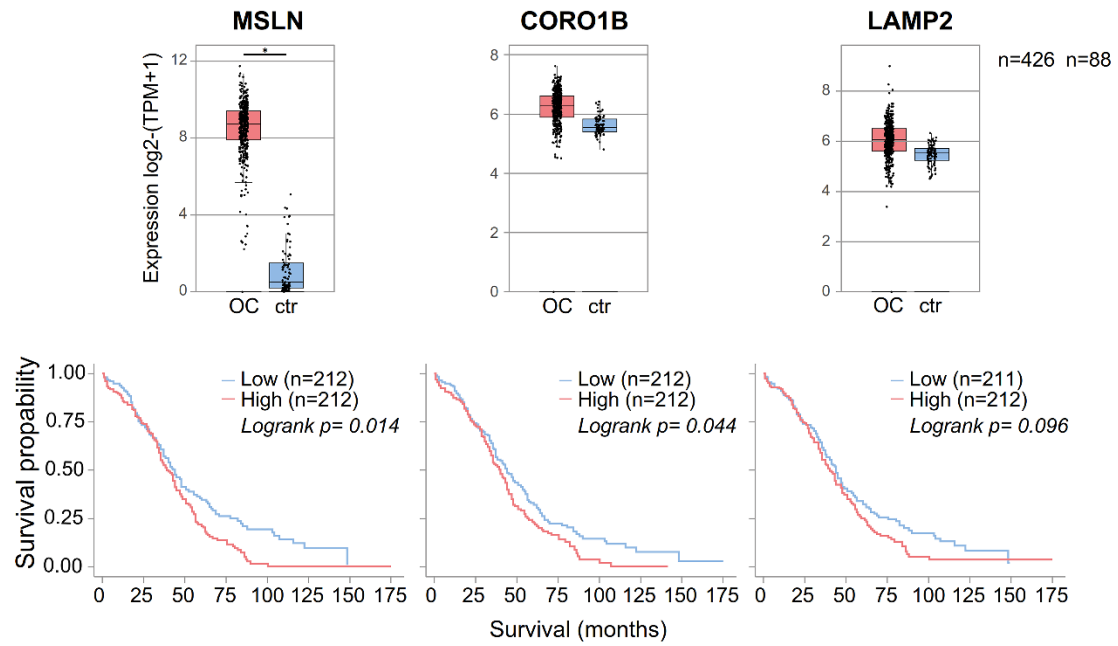 MSLN CORO1B LAMP2
*
n=426 n=88
Expression log2-(TPM+1)
12
8
4
0
OC ctr
8
6
4
2
0
OC ctr
8
6
4
2
0
OC ctr
Survival propability
1.00
0.75
0.50
0.25
0.00
Low (n=212)
High (n=212)
Logrank p= 0.014
0 25 50 75 100 125 150 175
Low (n=212)
High (n=212)
Logrank p= 0.044
0 25 50 75 100 125 150 175
Low (n=211)
High (n=212)
Logrank p= 0.096
0 25 50 75 100 125 150 175
Survival (months)